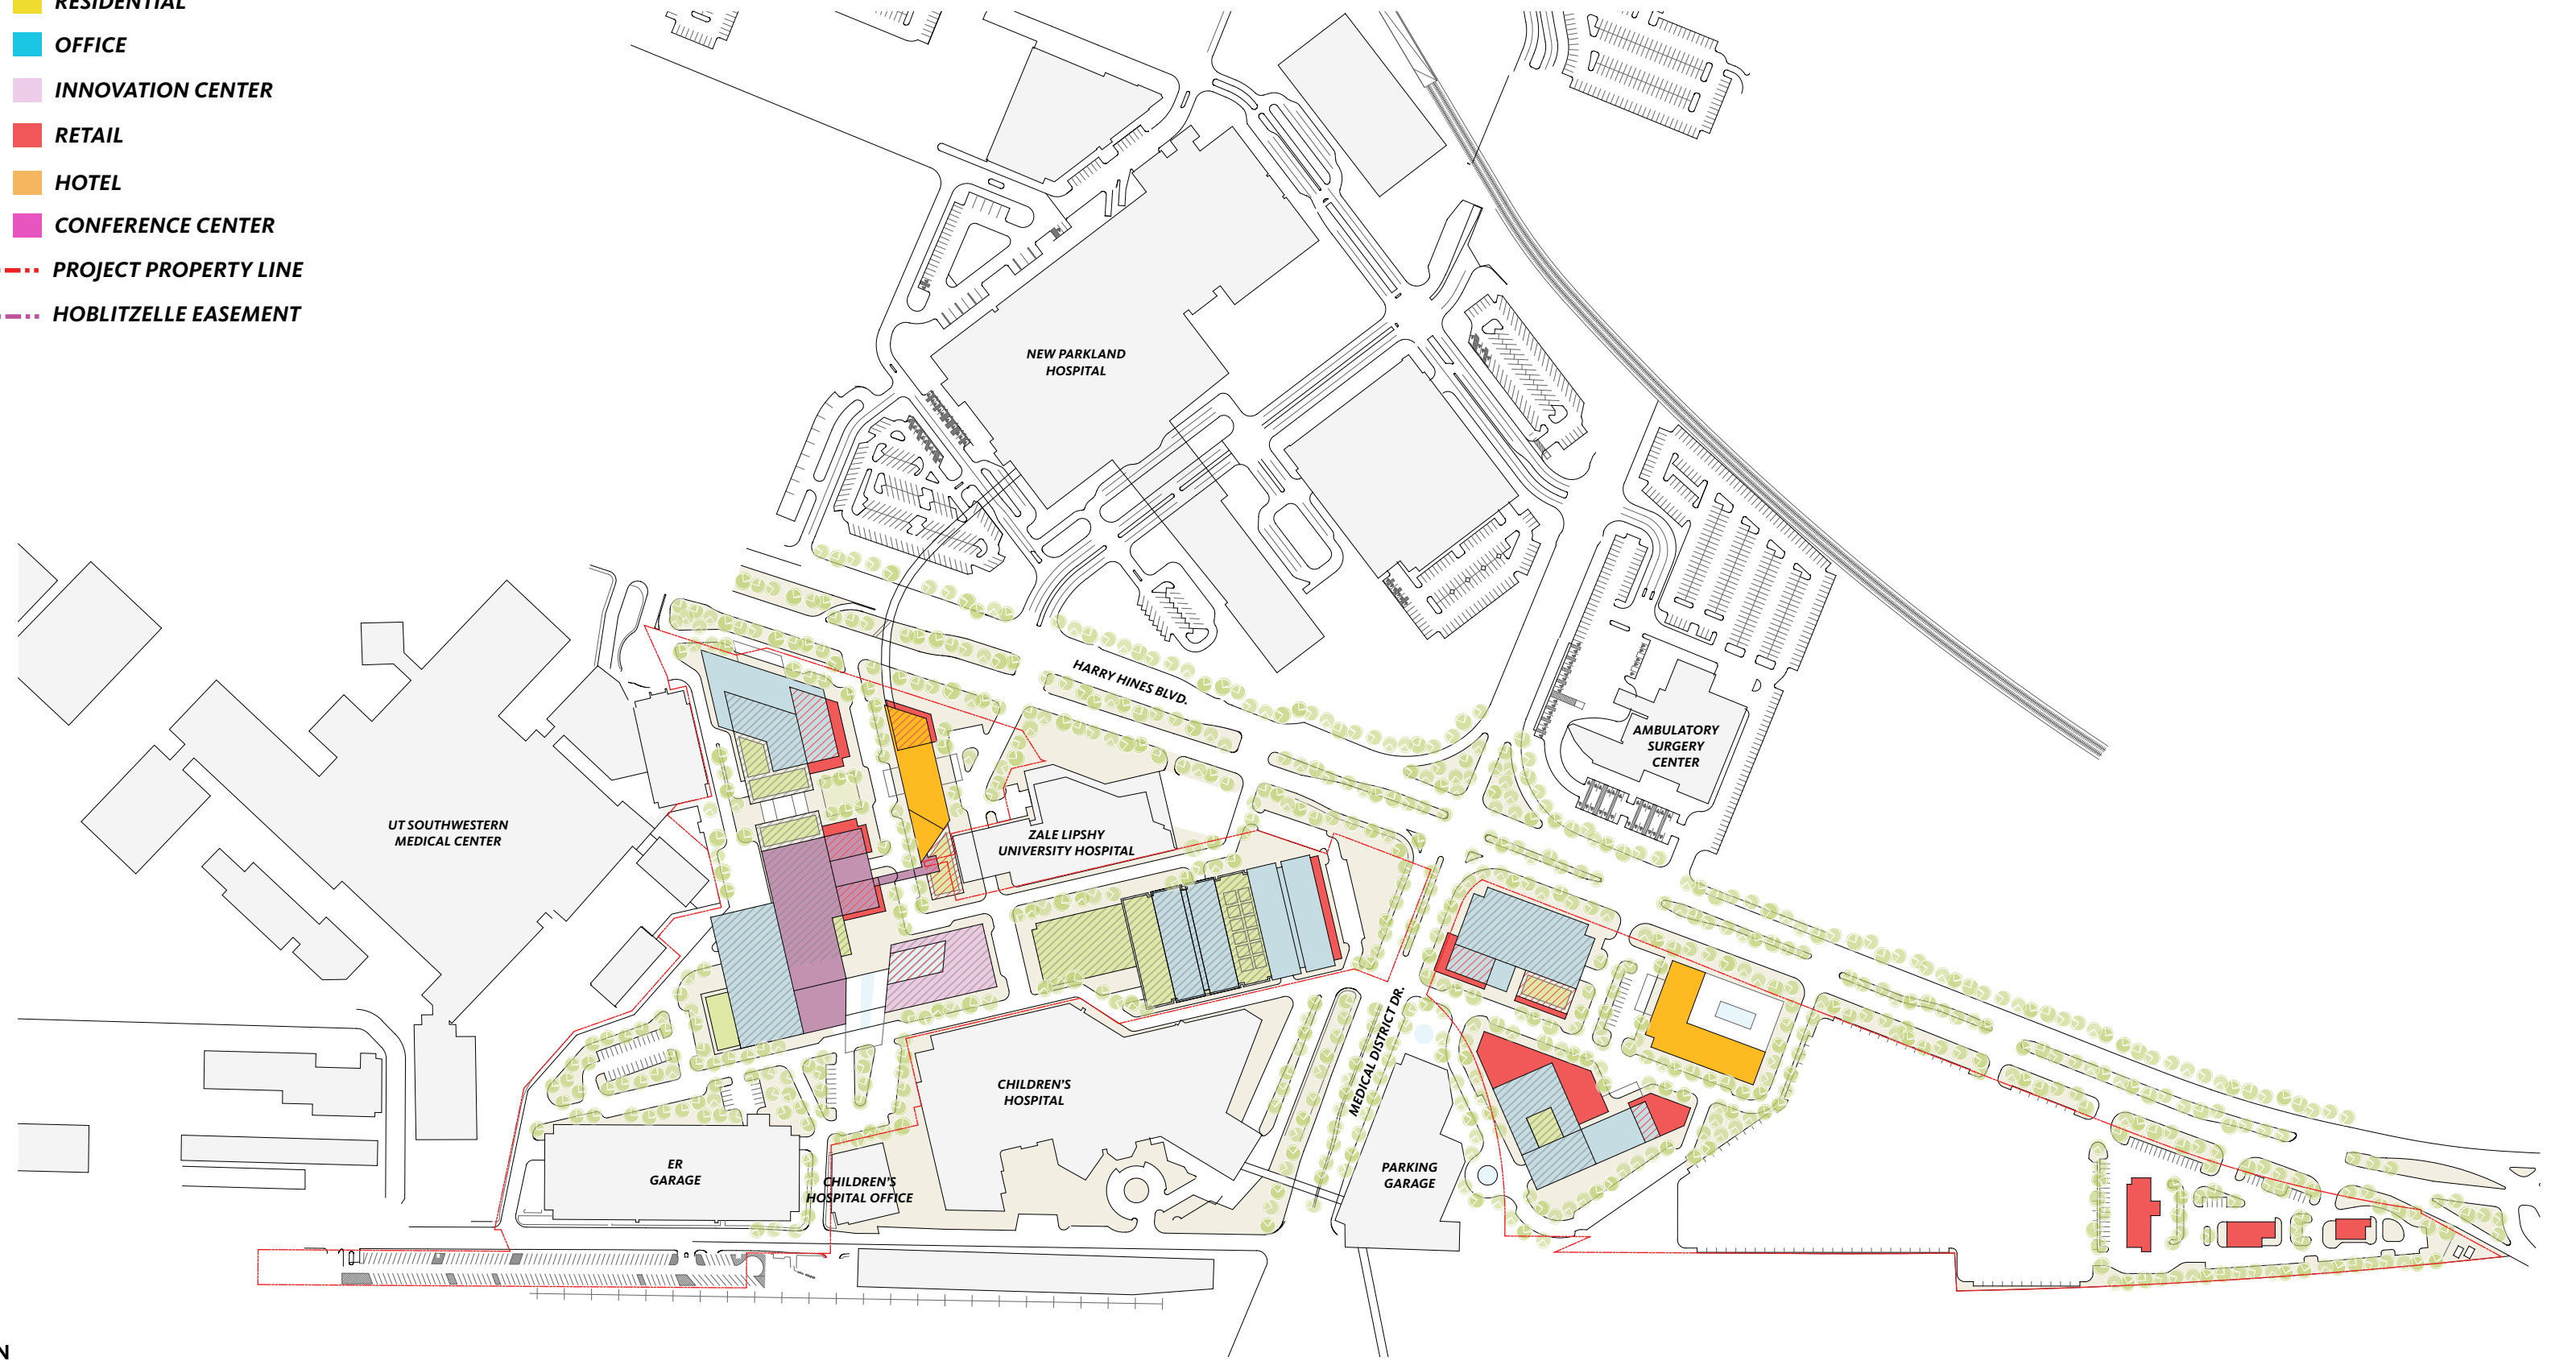 RESIDENTIAL
OFFICE
INNOVATION CENTER
RETAIL
HOTEL
CONFERENCE CENTER
PROJECT PROPERTY LINE
HOBLITZELLE EASEMENT
NEW PARKLAND
HOSPITAL
HARRY HINES BLVD.
AMBULATORY
SURGERY
CENTER
UT SOUTHWESTERN
MEDICAL CENTER
ZALE LIPSHY
UNIVERSITY HOSPITAL
MEDICAL DISTRICT DR.
CHILDREN'S
HOSPITAL
ER
GARAGE
CHILDREN'S
HOSPITAL OFFICE
PARKING
GARAGE
N